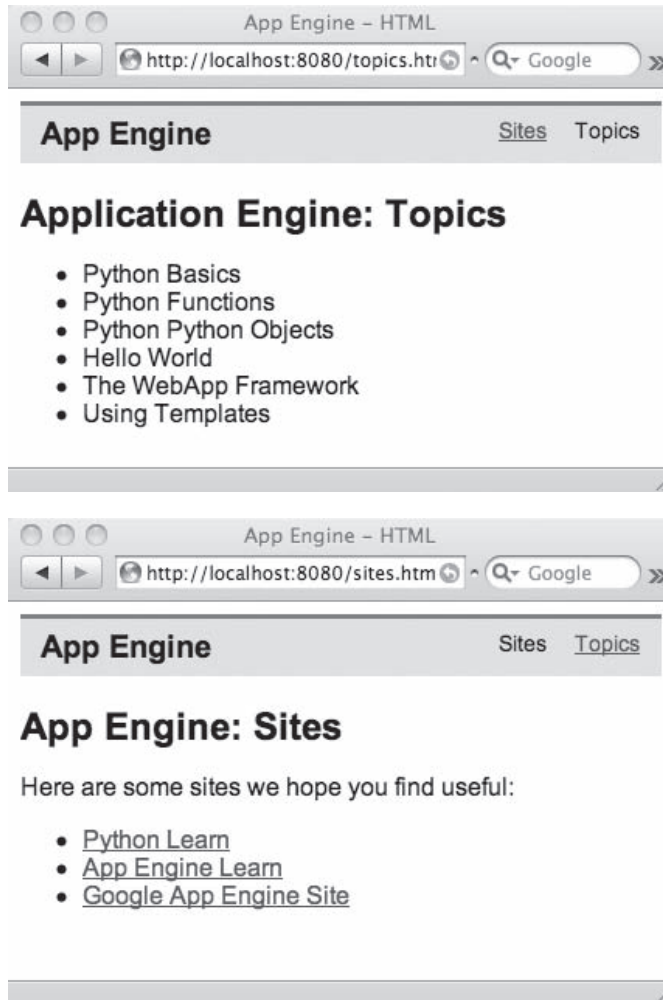 App Engine – HTML
http://localhost:8080/topics.htr
Google
App Engine
Sites Topics
Application Engine: Topics
• Python Basics
• Python Functions
• Python Python Objects
• Hello World
• The WebApp Framework
• Using Templates
App Engine – HTML
http://localhost:8080/sites.htm
Google
App Engine
Sites Topics
App Engine: Sites
Here are some sites we hope you find useful:
• Python Learn
• App Engine Learn
• Google App Engine Site